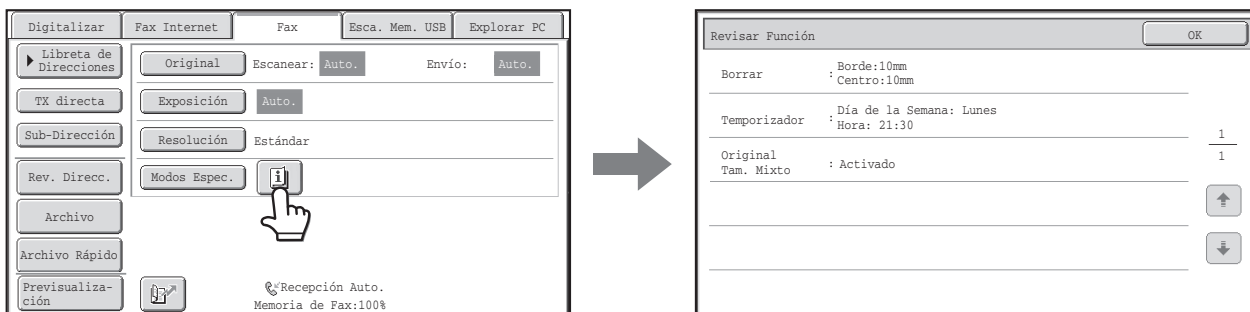 Digitalizar
Fax Internet
Fax
Esca. Mem. USB
Explorar PC
Libreta de
Direcciones
Original
Escanear:
Auto.
Envío:
Auto.
TX directa
Exposición
Auto.
Sub-Dirección
Resolución
Estándar
Rev. Direcc.
Modos Espec.
Archivo
Archivo Rápido
Previsualiza-
ción
Recepción Auto.
Memoria de Fax:100%
Revisar Función
OK
Borrar
:Borde:10mm
Centro:10mm
Temporizador
:Día de la Semana: Lunes
Hora: 21:30
Original
Tam. Mixto
: Activado
1
1